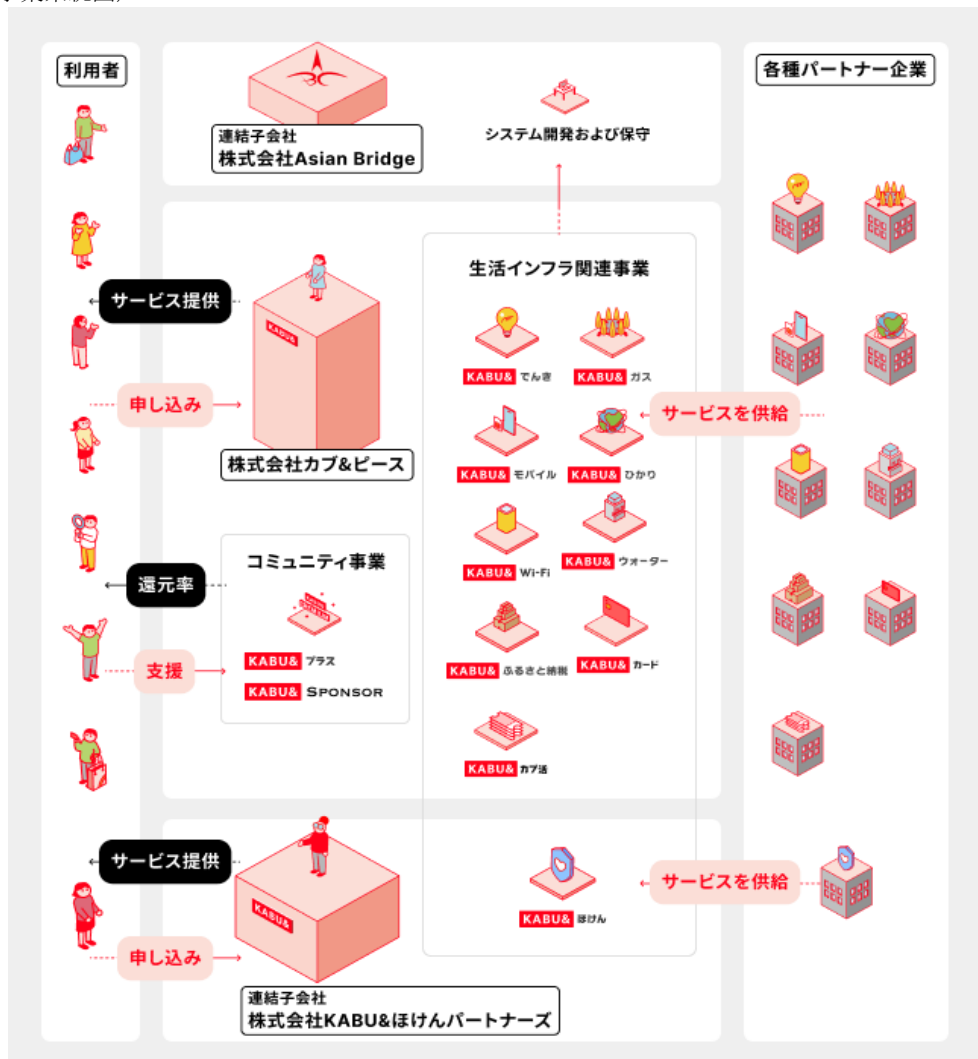 利用者
連結子会社
株式会社Asian Bridge
システム開発および保守
各種パートナー企業
生活インフラ関連事業
サービス提供
KABU&
KABU& でんき
KABU& ガス
申し込み
サービスを供給
株式会社カブ&ピース
KABU& モバイル
KABU& ひかり
KABU& Wi-Fi
KABU& ウォーター
コミュニティ事業
還元率
KABU& プラス
支援
KABU& SPONSOR
KABU& ふるさと納税
KABU& カード
KABU& カブ活
サービス提供
サービスを供給
KABU&
KABU& ほけん
申し込み
連結子会社
株式会社KABU&ほけんパートナーズ